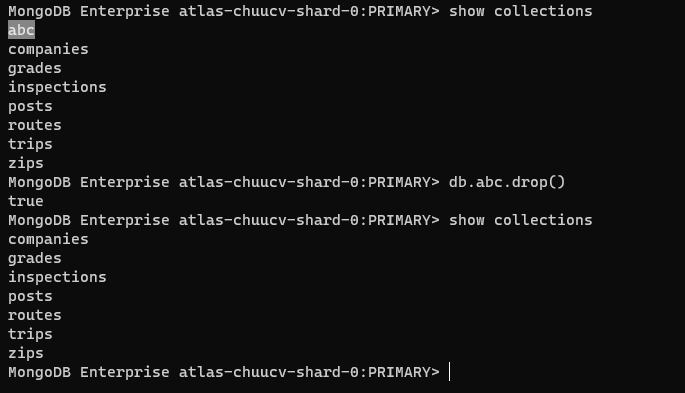 MongoDB Enterprise atlas-chuucv-shard-0:PRIMARY> show collections
abc
companies
grades
inspections
posts
routes
trips
zips
MongoDB Enterprise atlas-chuucv-shard-0:PRIMARY> db.abc.drop()
true
MongoDB Enterprise atlas-chuucv-shard-0:PRIMARY> show collections
companies
grades
inspections
posts
routes
trips
zips
MongoDB Enterprise atlas-chuucv-shard-0:PRIMARY>